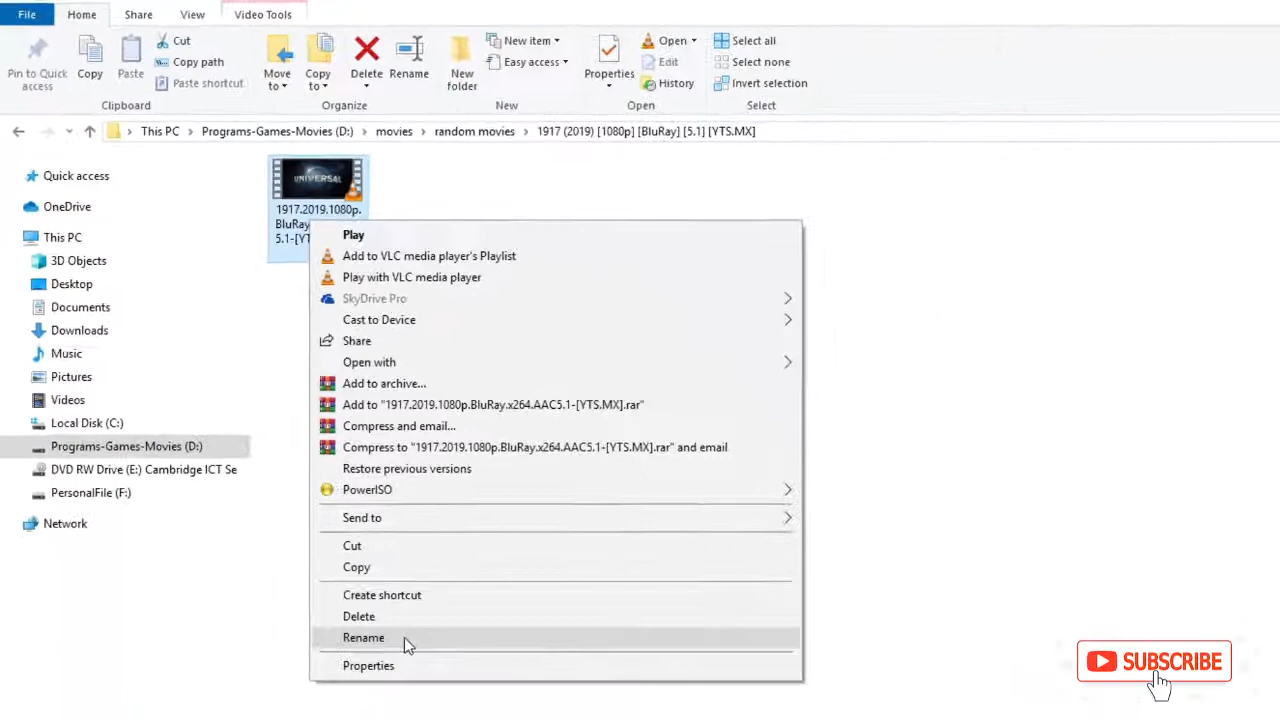 File Home Share View Video Tools
Pin to Quick access
Copy
Paste
Cut
Copy path
Paste shortcut
Move to
Copy to
Delete
Rename
New folder
New item
Easy access
Properties
Open
Edit
History
Select all
Select none
Invert selection
Clipboard Organize New Open Select
This PC Programs-Games-Movies (D:) movies random movies 1917 (2019) [1080p] [BluRay] [5.1] [YTS.MX]
Quick access
OneDrive
This PC
3D Objects
Desktop
Documents
Downloads
Music
Pictures
Videos
Local Disk (C:)
Programs-Games-Movies (D:)
DVD RW Drive (E:) Cambridge ICT Se
PersonalFile (F:)
Network
UNIVERSAL
1917.2019.1080p.
BluRay
5.1-[YT
Play
Add to VLC media player's Playlist
Play with VLC media player
SkyDrive Pro
Cast to Device
Share
Open with
Add to archive...
Add to "1917.2019.1080p.BluRay.x264.AAC5.1-[YTS.MX].rar"
Compress and email...
Compress to "1917.2019.1080p.BluRay.x264.AAC5.1-[YTS.MX].rar" and email
Restore previous versions
PowerISO
Send to
Cut
Copy
Create shortcut
Delete
Rename
Properties
SUBSCRIBE